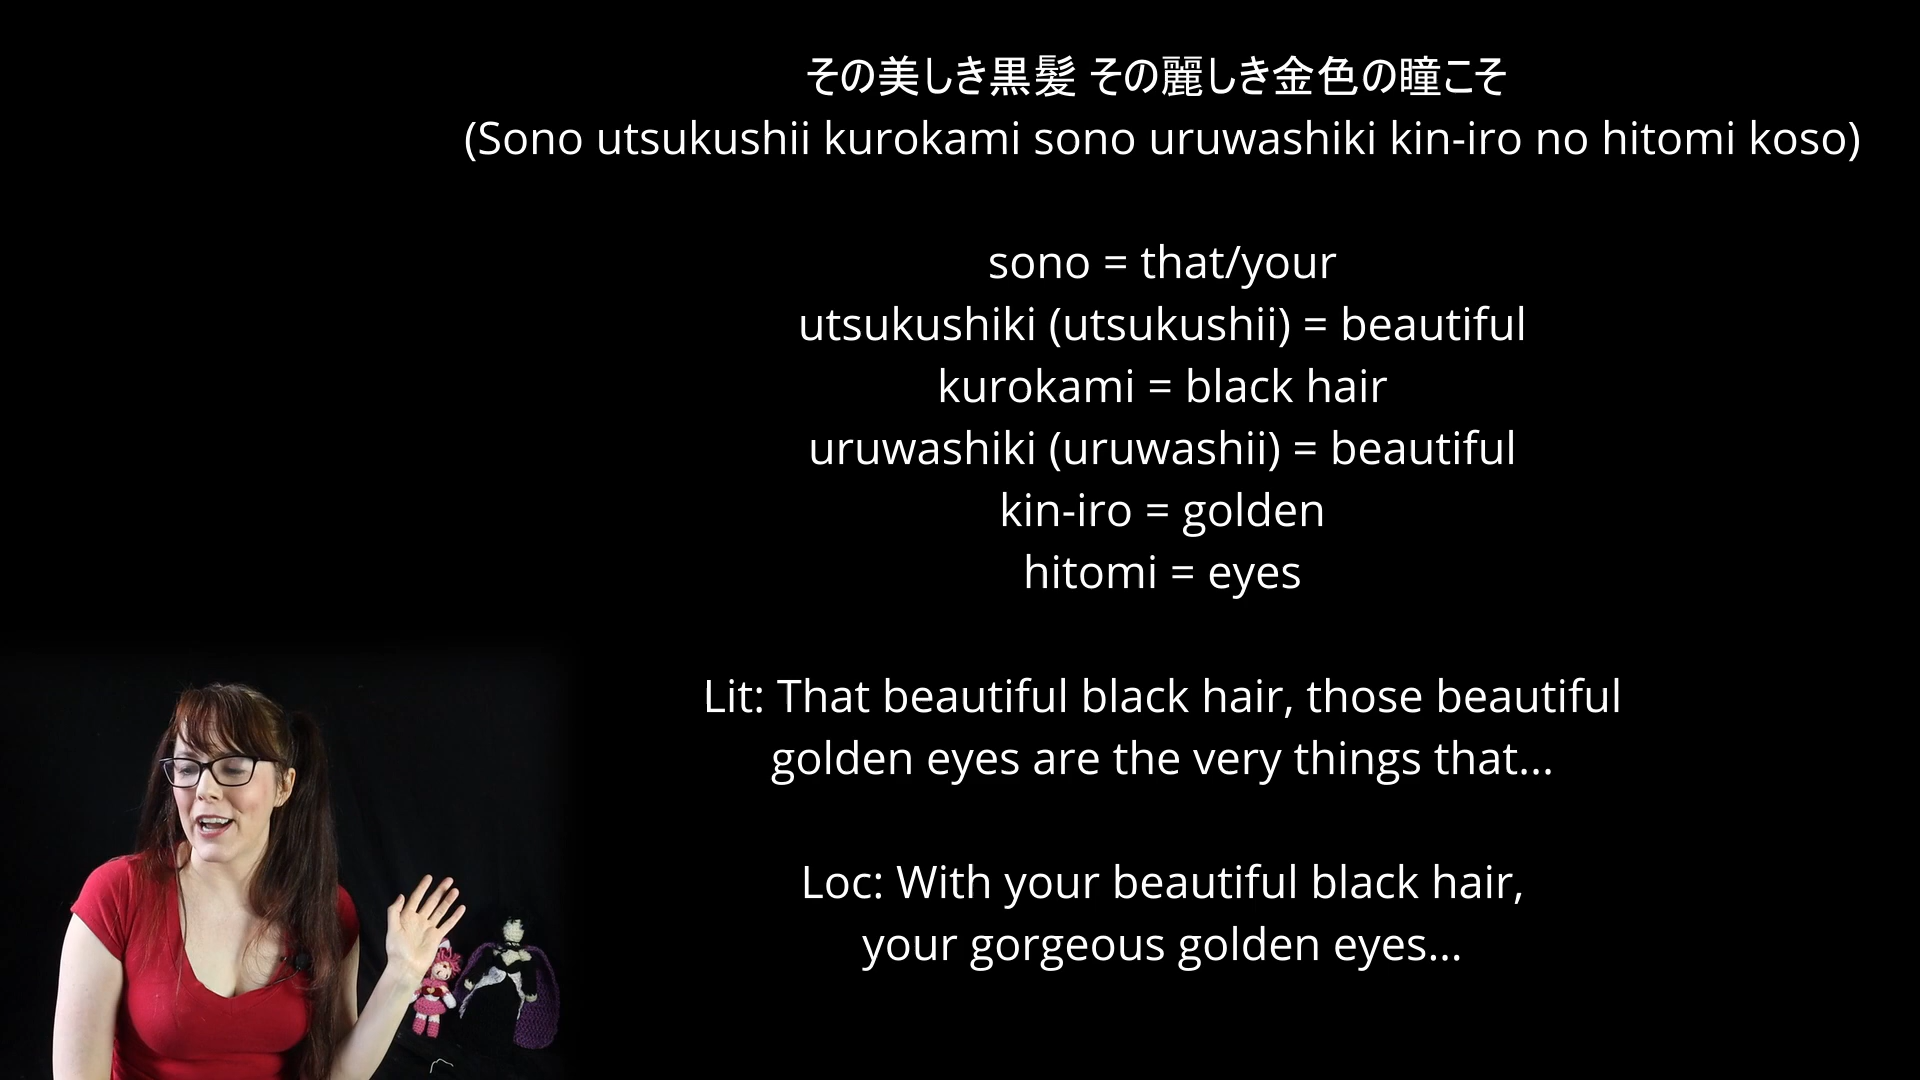 その美しき黒髪 その麗しき金色の瞳こそ
(Sono utsukushii kurokami sono uruwashiki kin-iro no hitomi koso)
sono = that/your
utsukushiki (utsukushii) = beautiful
kurokami = black hair
uruwashiki (uruwashii) = beautiful
kin-iro = golden
hitomi = eyes
Lit: That beautiful black hair, those beautiful
golden eyes are the very things that...
Loc: With your beautiful black hair,
your gorgeous golden eyes...